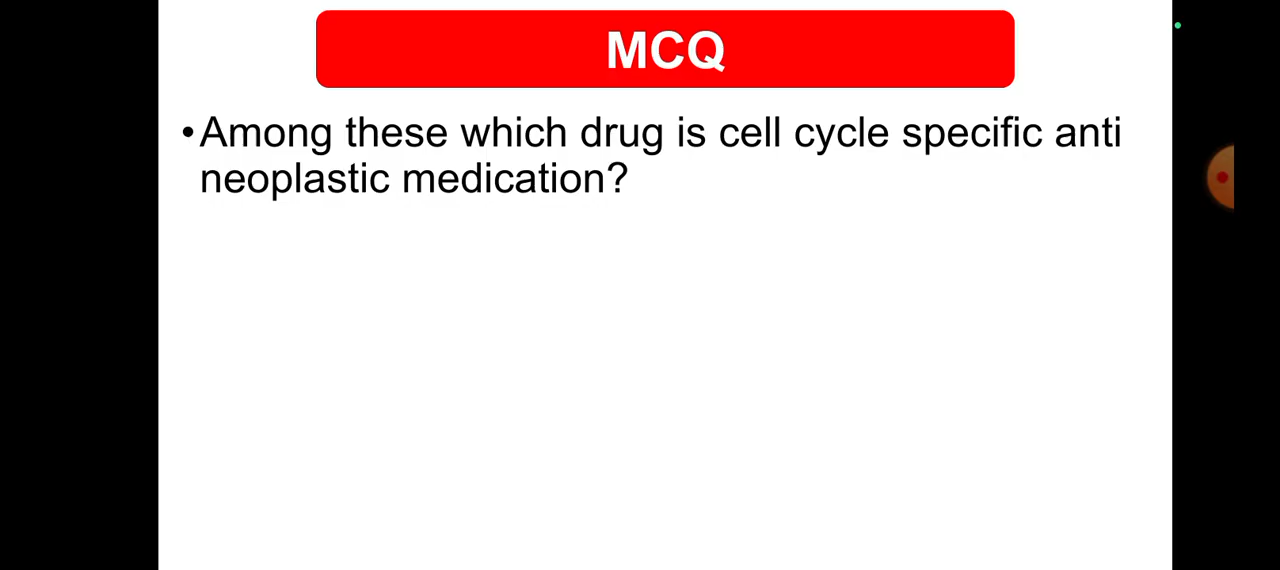 MCQ
•Among these which drug is cell cycle specific anti
neoplastic medication?